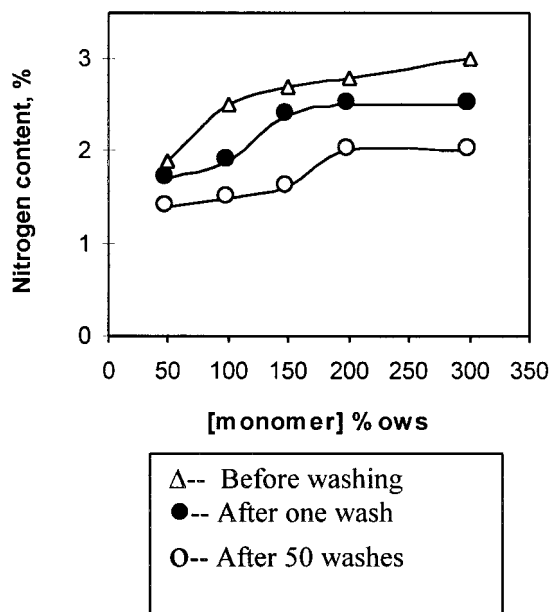 Nitrogen content, %
3
2
1
0
0 50 100 150 200 250 300 350
[monomer] % ows
Δ-- Before washing
●-- After one wash
O-- After 50 washes